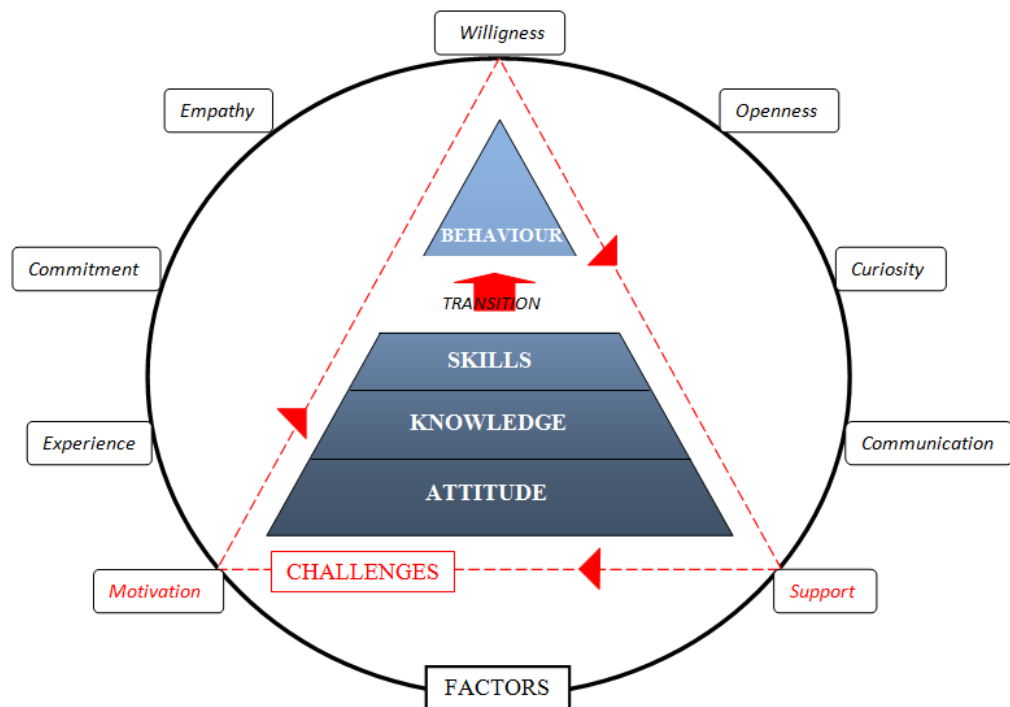 Willigness
Empathy
Openness
BEHAVIOUR
Commitment
Curiosity
TRANSITION
SKILLS
KNOWLEDGE
Experience
Communication
ATTITUDE
CHALLENGES
Motivation
Support
FACTORS